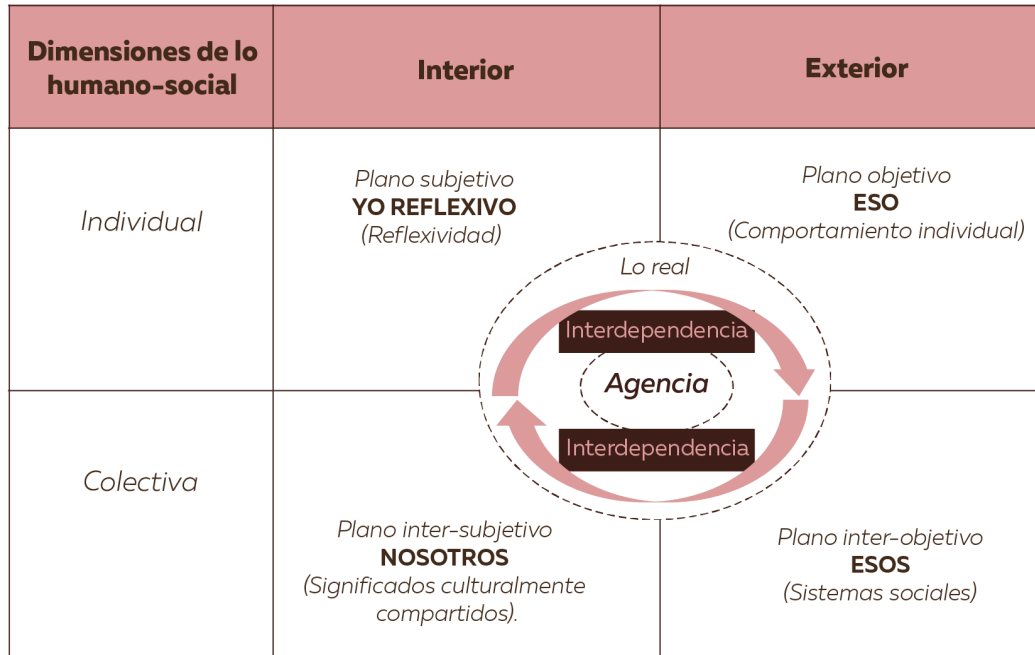 Dimensiones de lo
humano-social
Interior
Exterior
Individual
Plano subjetivo
YO REFLEXIVO
(Reflexividad)
Plano objetivo
ESO
(Comportamiento individual)
Lo real
Interdependencia
Agencia
Interdependencia
Colectiva
Plano inter-subjetivo
NOSOTROS
(Significados culturalmente
compartidos).
Plano inter-objetivo
ESOS
(Sistemas sociales)